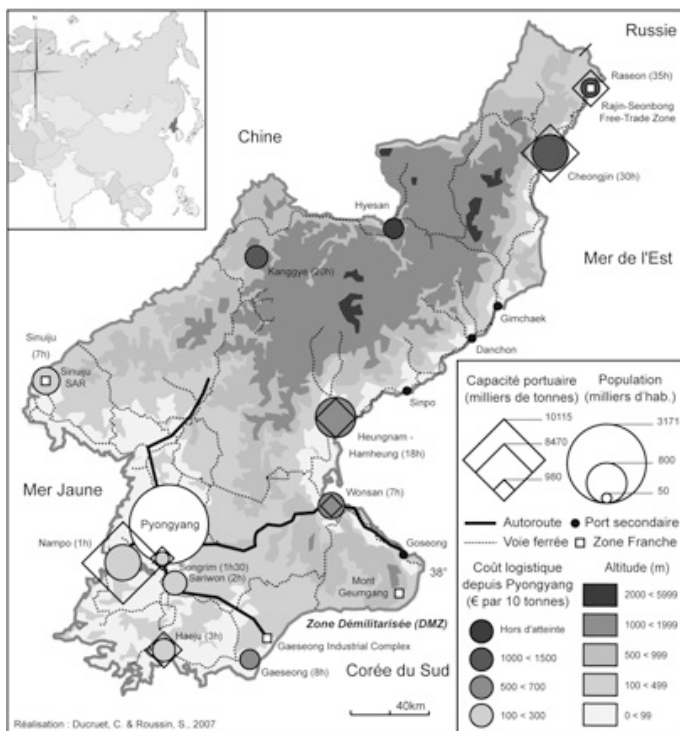 Russie
Raseon (35h)
Rajin-Seonbong
Free-Trade Zone
Chine
Cheongjin (30h)
Hyesan
Mer de l'Est
Kanggye (20h)
Gimchaek
Sinuiju
(7h)
Sinuiju
SAR
Danchon
Sinpo
Heungnam -
Hamheung (18h)
Mer Jaune
Wonsan (7h)
Pyongyang
Nampo (1h)
Goseong
Songrim (1h30)
Sariwon (2h)
38°
Mont
Geumgang
Zone Démilitarisée (DMZ)
Haeju (3h)
Gaeseong Industrial Complex
Gaeseong (8h)
Corée du Sud
40km
Réalisation : Ducruet, C. & Roussin, S., 2007
Capacité portuaire
(milliers de tonnes)
10115
8470
980
Population
(milliers d'hab.)
3171
800
50
Autoroute
Port secondaire
Voie ferrée
Zone Franche
Coût logistique
depuis Pyongyang
(€ par 10 tonnes)
Hors d'atteinte
1000 < 1500
500 < 700
100 < 300
Altitude (m)
2000 < 5999
1000 < 1999
500 < 999
100 < 499
0 < 99